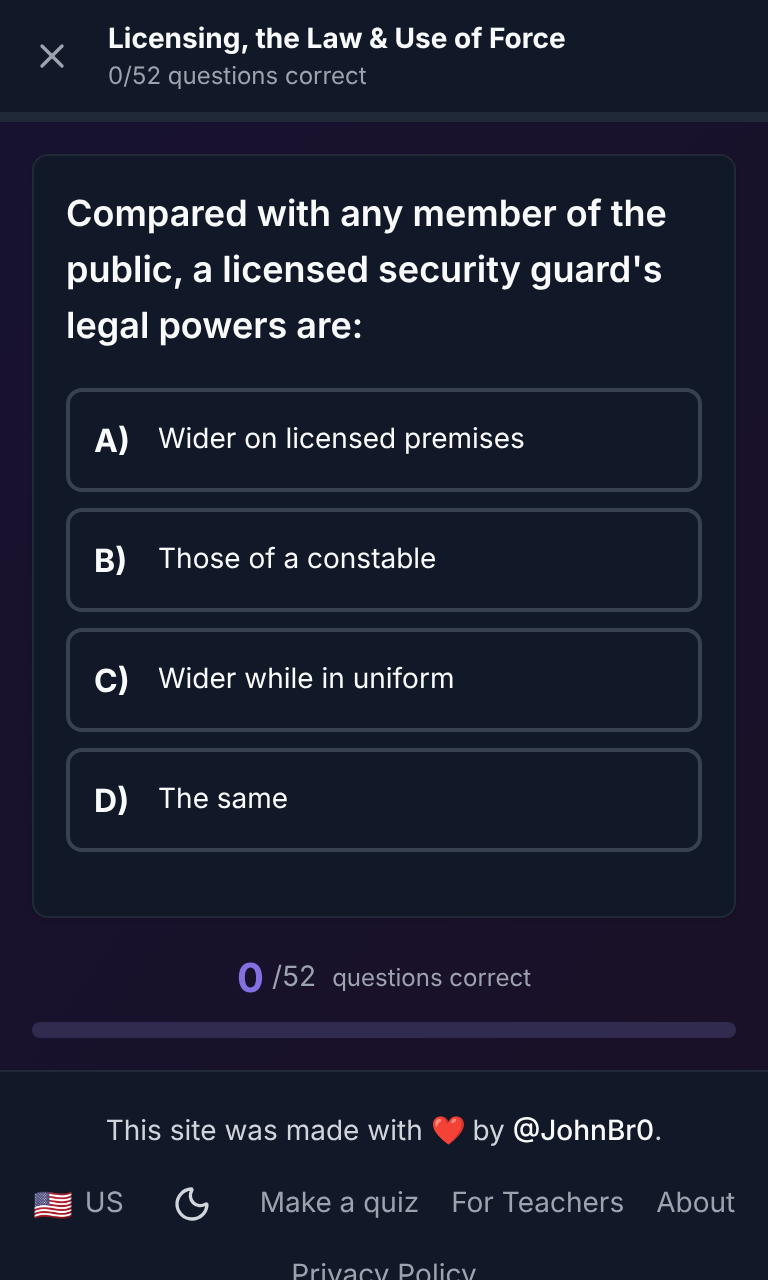 Licensing, the Law & Use of Force
0/52 questions correct
Compared with any member of the
public, a licensed security guard's
legal powers are:
A) Wider on licensed premises
B) Those of a constable
C) Wider while in uniform
D) The same
0 /52 questions correct
This site was made with ❤️ by @JohnBr0.
🇺🇸 US Make a quiz For Teachers About
Privacy Policy